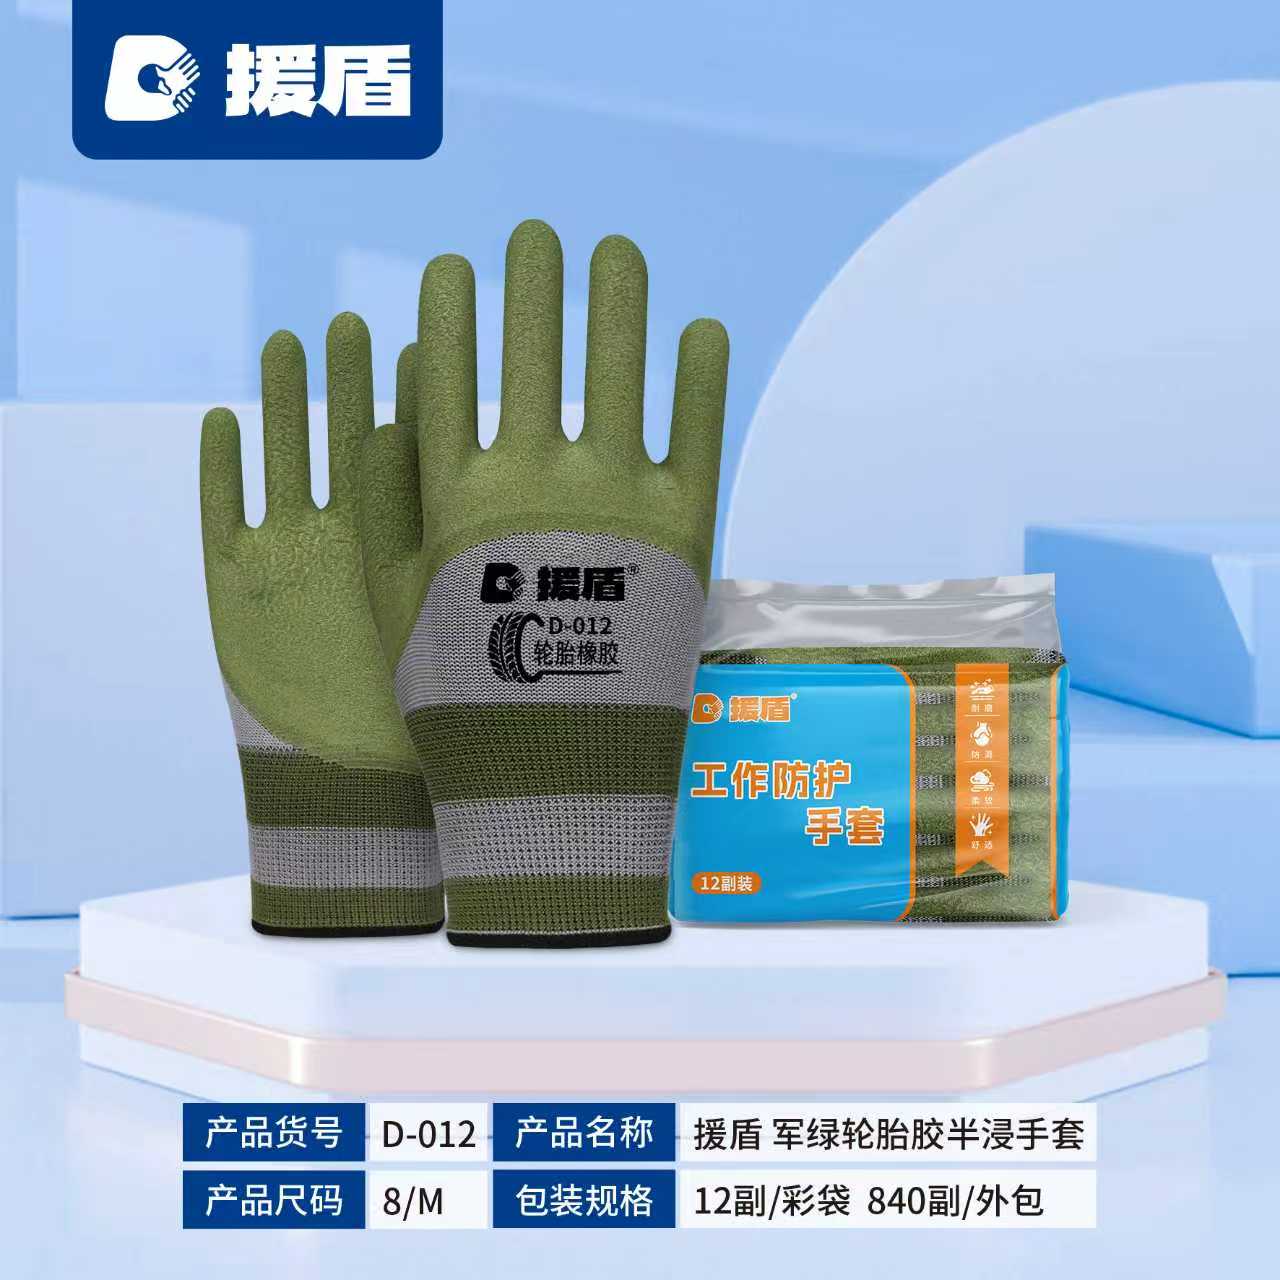 援盾
援盾®
D-012
轮胎橡胶
援盾®
工作防护
手套
12副装
耐磨
防滑
柔软
舒适
产品货号 D-012 产品名称 援盾 军绿轮胎胶半浸手套
产品尺码 8/M 包装规格 12副/彩袋 840副/外包